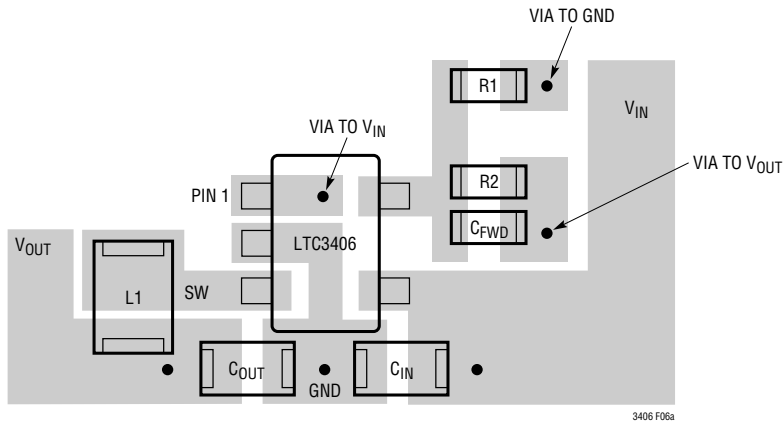 VIA TO GND
R1
VIN
VIA TO VIN
VIA TO VOUT
PIN 1
R2
CFWD
VOUT
LTC3406
L1
SW
COUT
GND
CIN
3406 F06a